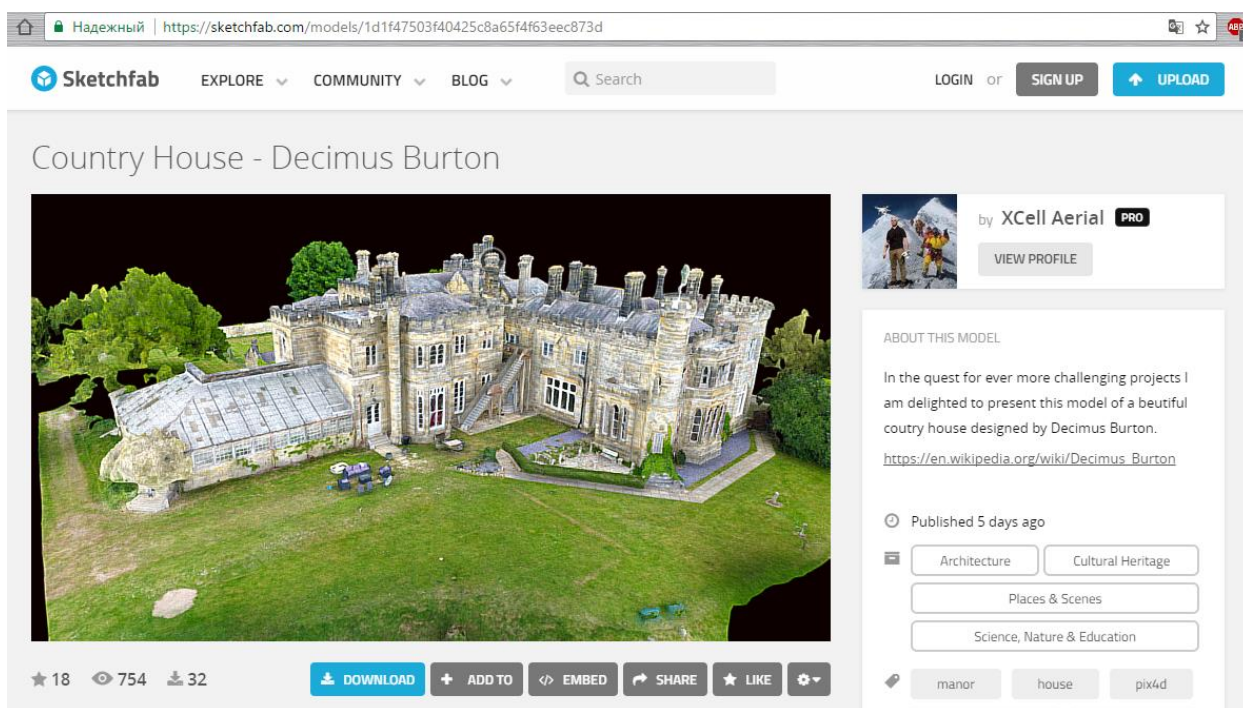 Надежный | https://sketchfab.com/models/1d1f47503f40425c8a65f4f63eec873d
ABP
Sketchfab EXPLORE COMMUNITY BLOG Search LOGIN or SIGN UP UPLOAD
Country House - Decimus Burton
by XCell Aerial PRO
VIEW PROFILE
ABOUT THIS MODEL
In the quest for ever more challenging projects I
am delighted to present this model of a beutiful
coutry house designed by Decimus Burton.
https://en.wikipedia.org/wiki/Decimus_Burton
Published 5 days ago
Architecture Cultural Heritage
Places & Scenes
Science, Nature & Education
manor house pix4d
18 754 32 DOWNLOAD ADD TO </> EMBED SHARE LIKE